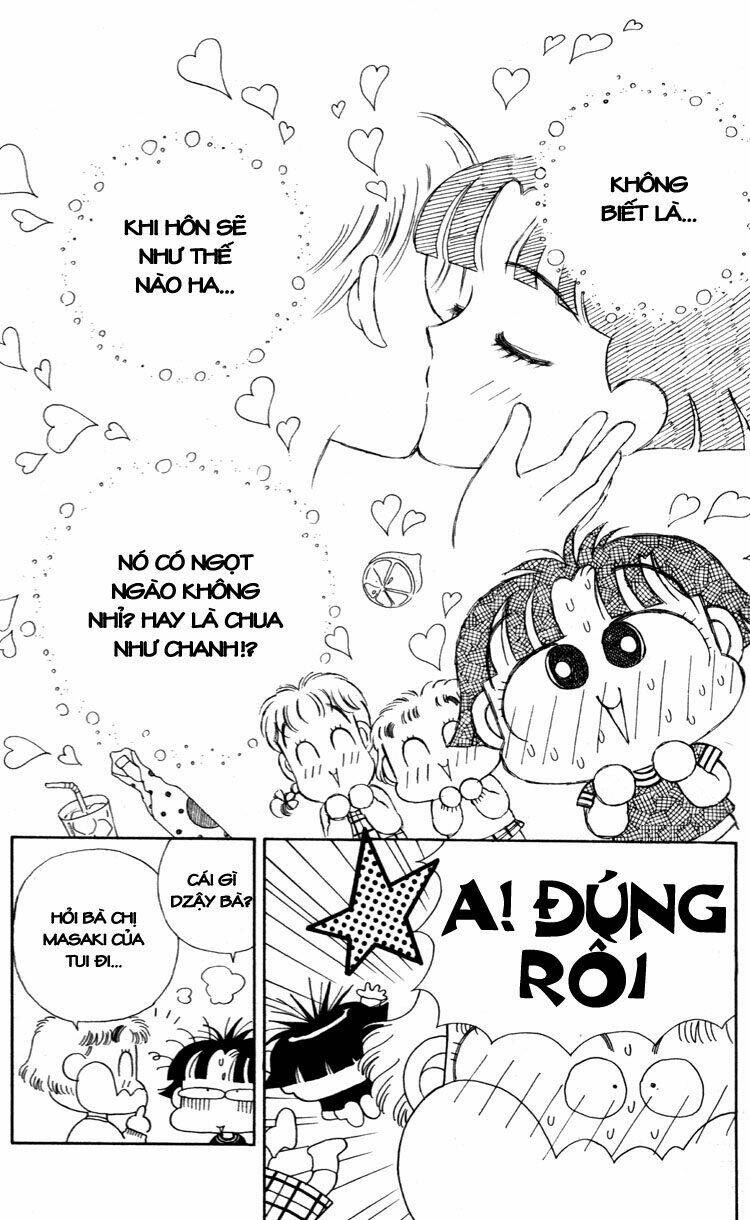 KHÔNG
BIẾT LÀ...
KHI HÔN SẼ
NHƯ THẾ
NÀO HA...
NÓ CÓ NGỌT
NGÀO KHÔNG
NHỈ? HAY LÀ CHUA
NHƯ CHANH!?
A! ĐÚNG
RỒI
CÁI GÌ
DZẬY BÀ?
HỎI BÀ CHỊ
MASAKI CỦA
TUI ĐI...